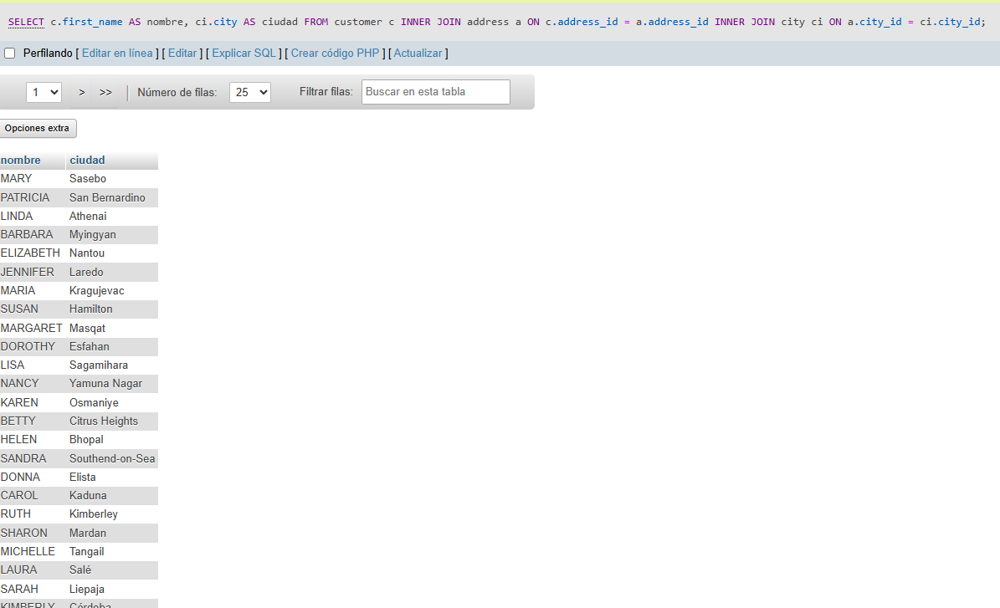 SELECT c.first_name AS nombre, ci.city AS ciudad FROM customer c INNER JOIN address a ON c.address_id = a.address_id INNER JOIN city ci ON a.city_id = ci.city_id;
Perfilando [ Editar en línea ] [ Editar ] [ Explicar SQL ] [ Crear código PHP ] [ Actualizar ]
1 > >> | Número de filas: 25 Filtrar filas: Buscar en esta tabla
Opciones extra
nombre ciudad
MARY Sasebo
PATRICIA San Bernardino
LINDA Athenai
BARBARA Myingyan
ELIZABETH Nantou
JENNIFER Laredo
MARIA Kragujevac
SUSAN Hamilton
MARGARET Masqat
DOROTHY Esfahan
LISA Sagamihara
NANCY Yamuna Nagar
KAREN Osmaniye
BETTY Citrus Heights
HELEN Bhopal
SANDRA Southend-on-Sea
DONNA Elista
CAROL Kaduna
RUTH Kimberley
SHARON Mardan
MICHELLE Tangail
LAURA Salé
SARAH Liepaja
KIMBERLY Córdoba